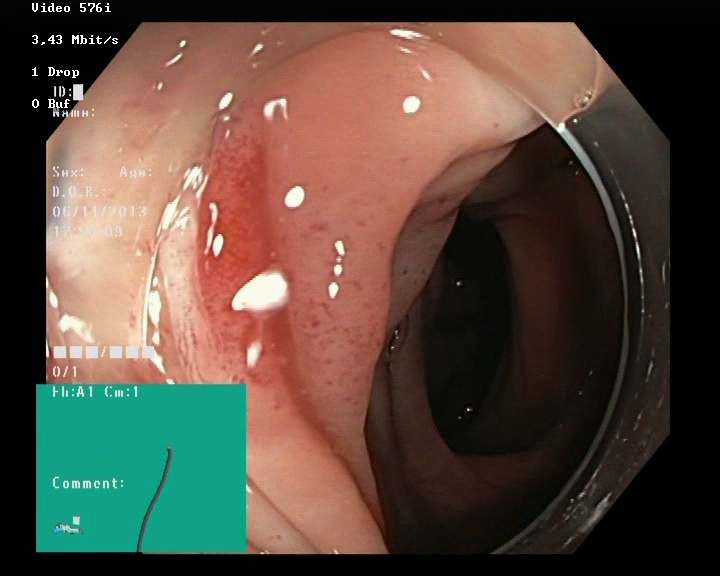 Video 576i
3,43 Mbit/s
1 Drop
ID:
0 Buf
Name:
Sex: Age:
D.O.B.:
06/11/2013
0/1
Eh:A1 Cm:1
Comment: